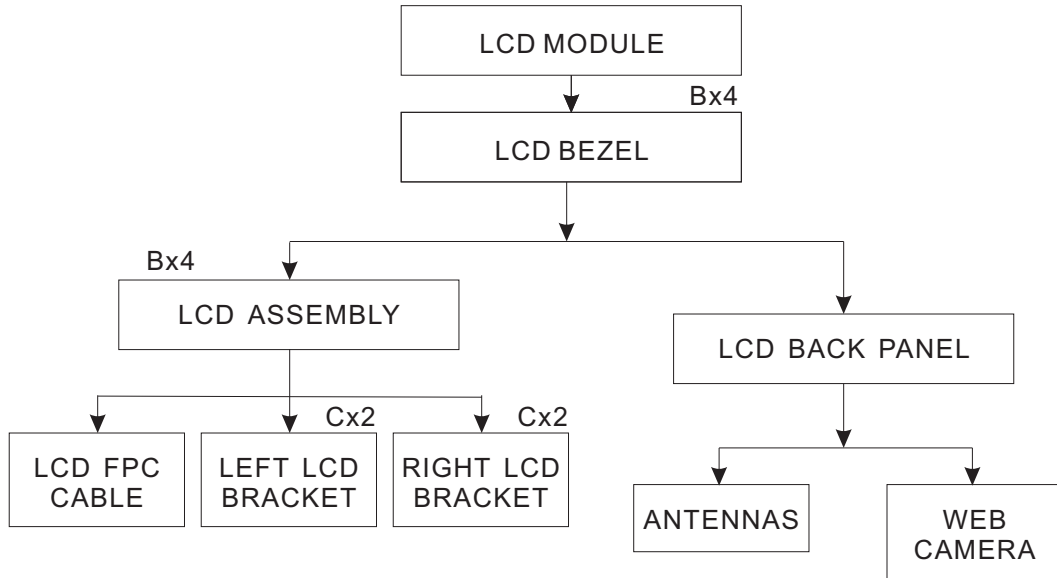 LCD MODULE
Bx4
LCD BEZEL
Bx4
LCD ASSEMBLY
LCD BACK PANEL
Cx2
Cx2
LCD FPC
CABLE
LEFT LCD
BRACKET
RIGHT LCD
BRACKET
ANTENNAS
WEB
CAMERA